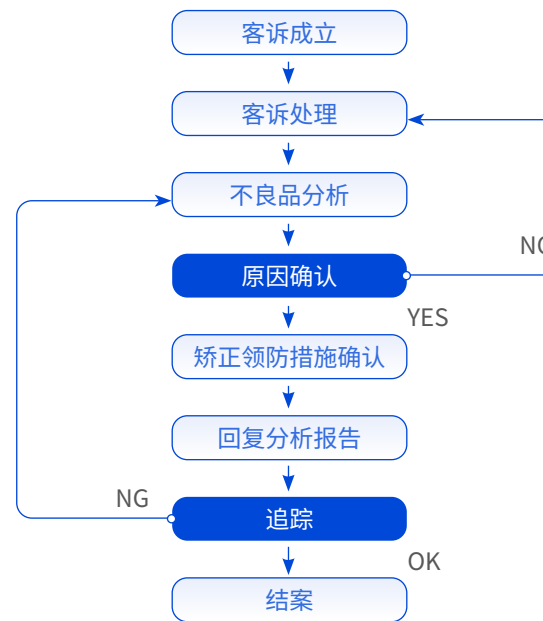 客诉成立
客诉处理
不良品分析
原因确认
YES
矫正领防措施确认
回复分析报告
NG
追踪
OK
结案